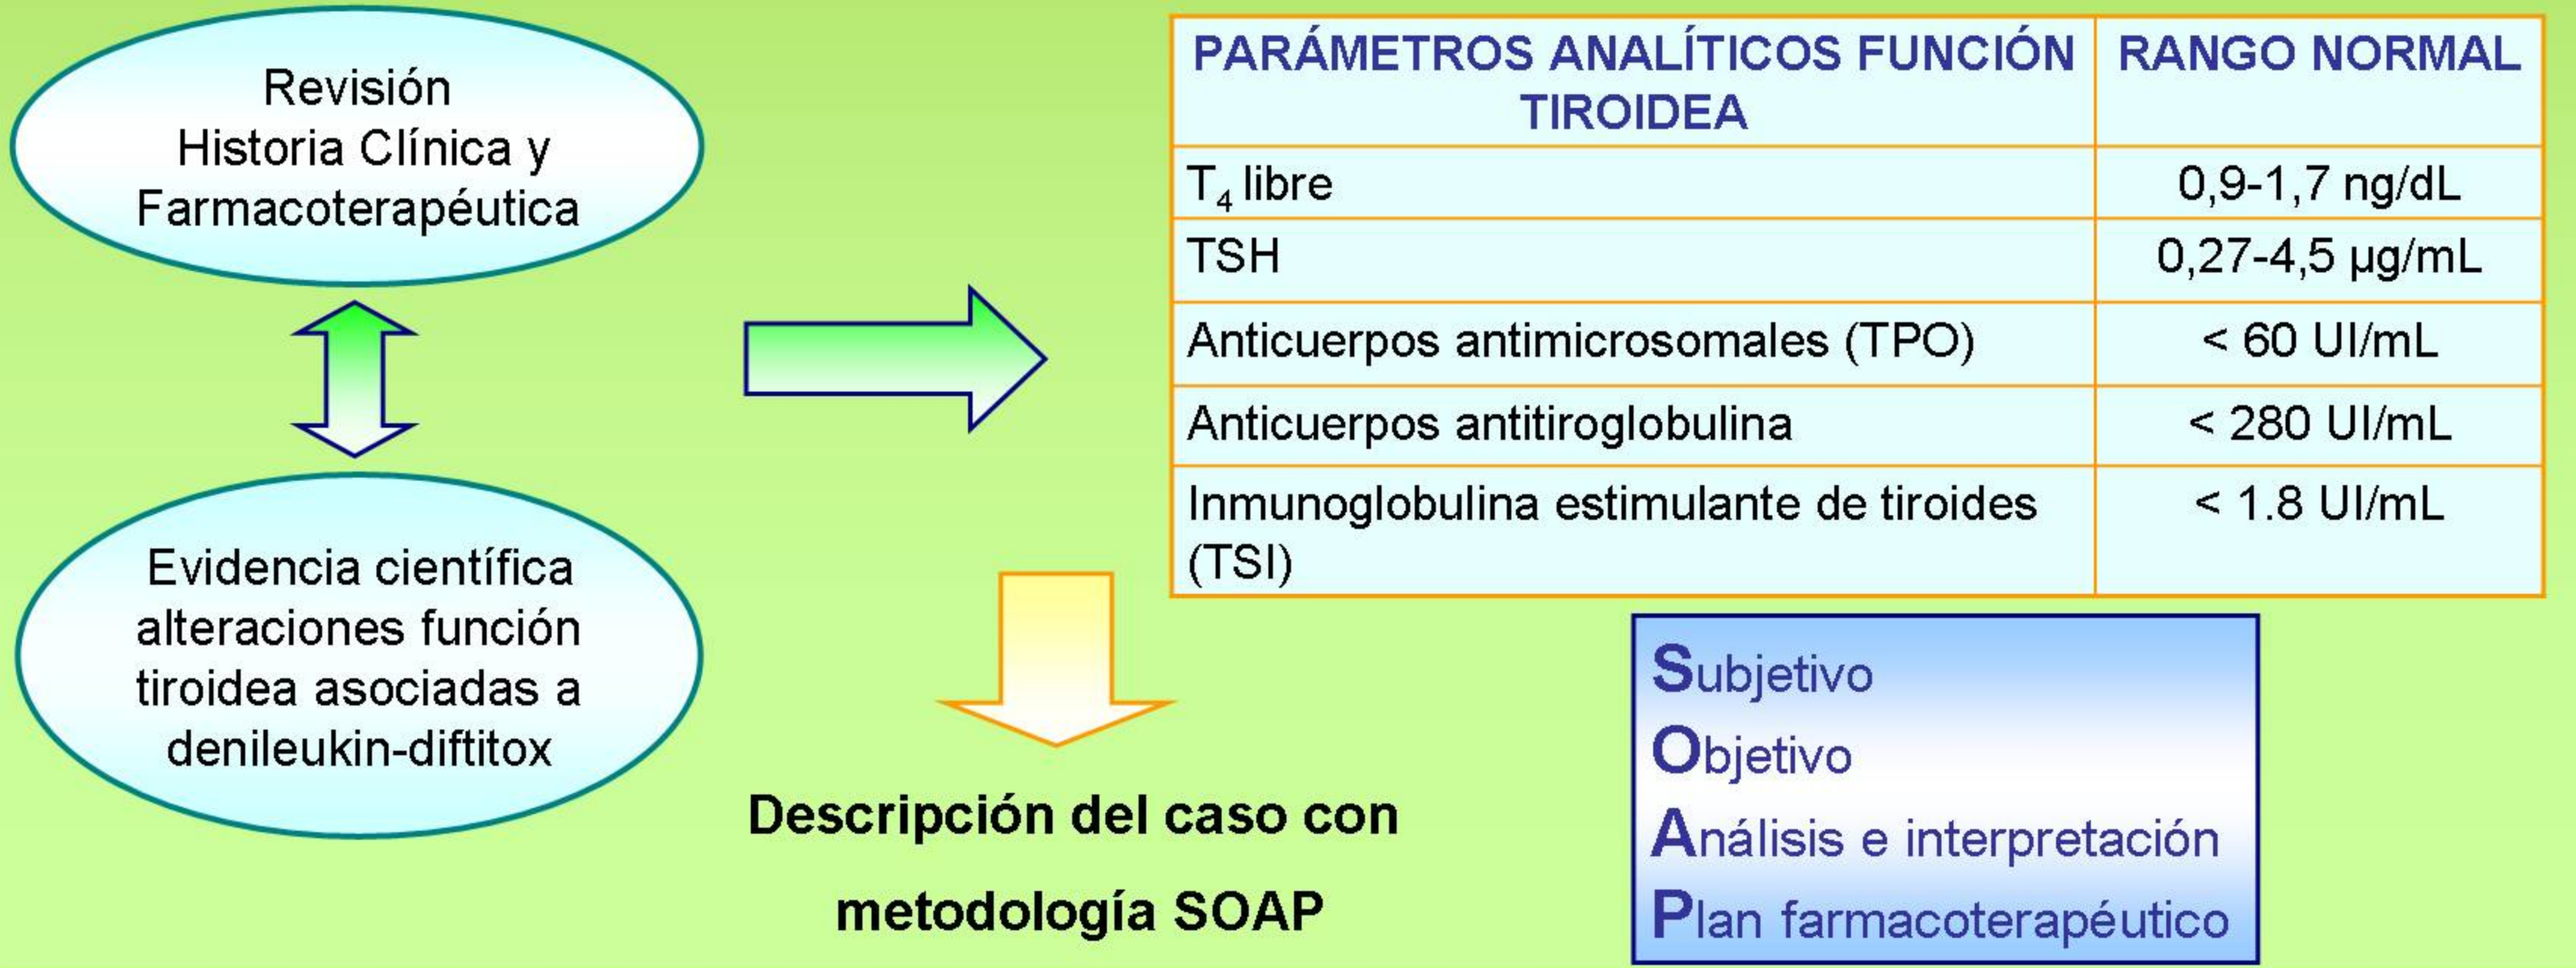 Revisión
Historia Clínica y
Farmacoterapéutica
Evidencia científica
alteraciones función
tiroidea asociadas a
denileukin-diftitox
PARÁMETROS ANALÍTICOS FUNCIÓN
TIROIDEA
RANGO NORMAL
T₄ libre
0,9-1,7 ng/dL
TSH
0,27-4,5 µg/mL
Anticuerpos antimicrosomales (TPO)
< 60 UI/mL
Anticuerpos antitiroglobulina
< 280 UI/mL
Inmunoglobulina estimulante de tiroides
(TSI)
< 1.8 UI/mL
Descripción del caso con
metodología SOAP
Subjetivo
Objetivo
Análisis e interpretación
Plan farmacoterapéutico